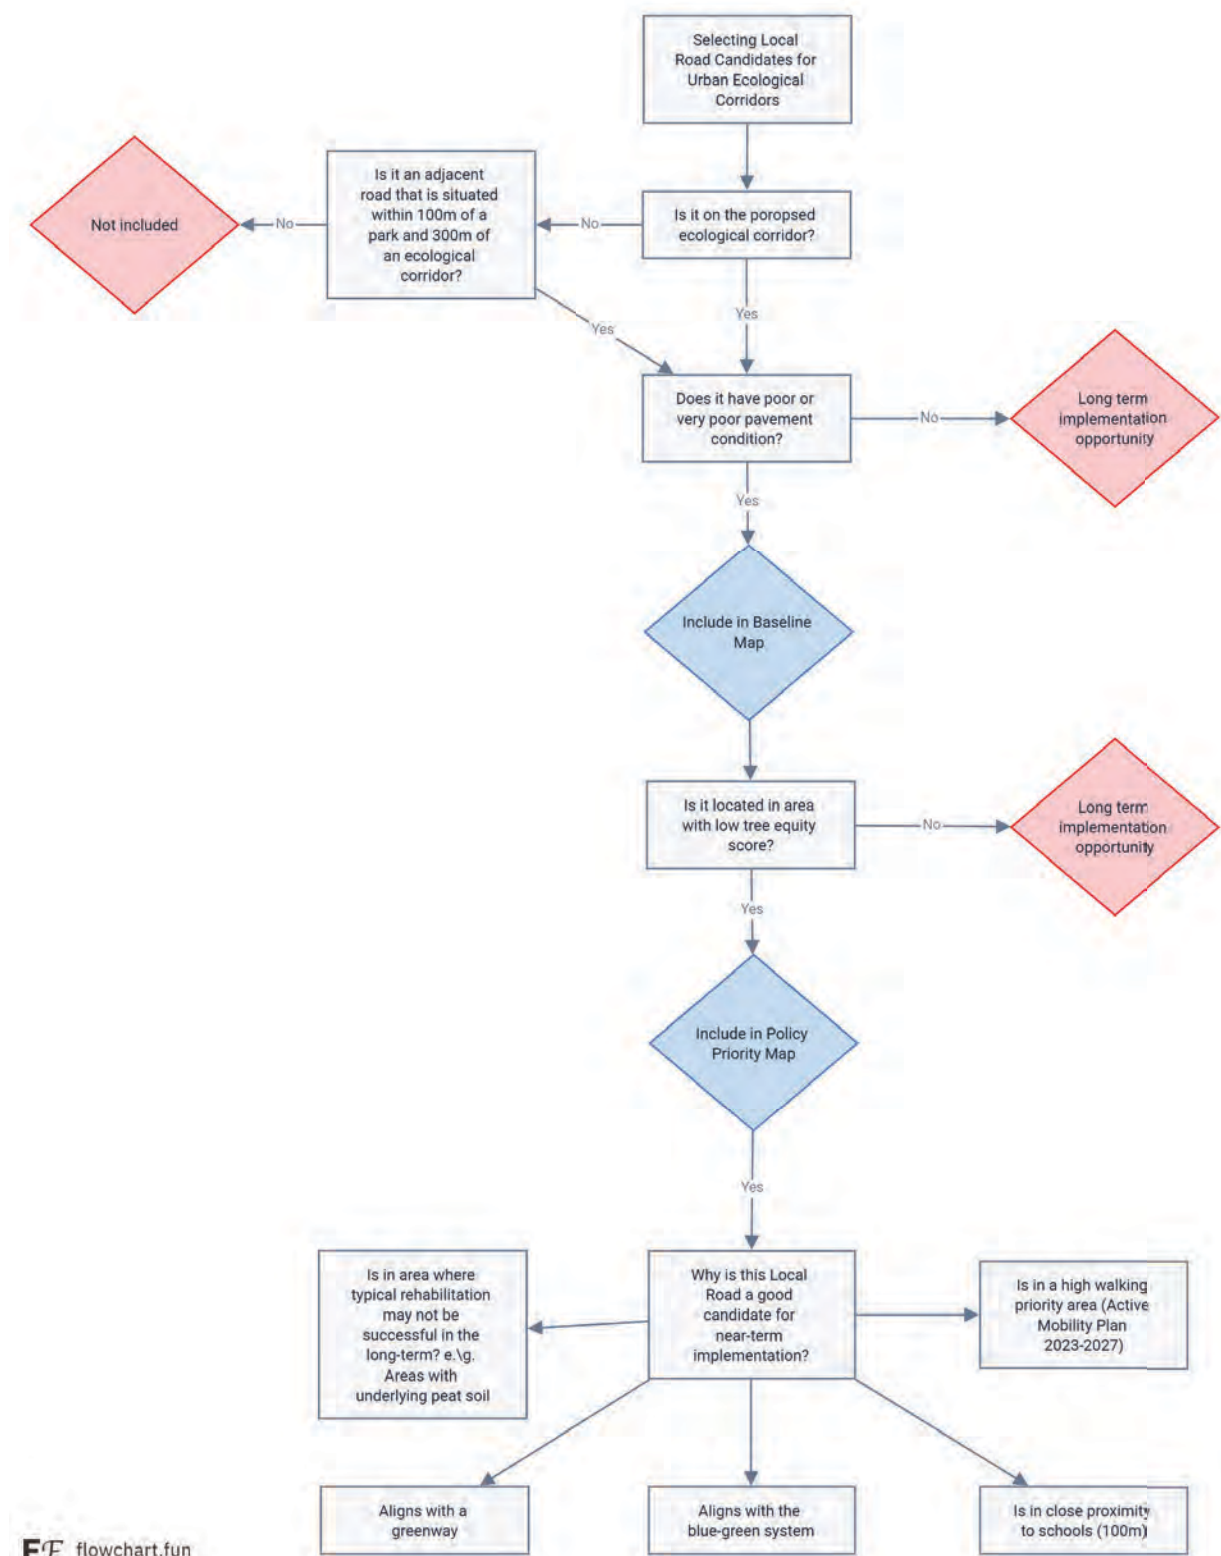 Selecting Local
Road Candidates for
Urban Ecological
Corridors
Is it an adjacent
road that is situated
within 100m of a
park and 300m of
an ecological
corridor?
Not included
No
No
Is it on the poropsed
ecological corridor?
Yes
Yes
Does it have poor or
very poor pavement
condition?
No
Long term
implementation
opportunity
Yes
Include in Baseline
Map
Is it located in area
with low tree equity
score?
No
Long term
implementation
opportunity
Yes
Include in Policy
Priority Map
Yes
Is in area where
typical rehabilitation
may not be
successful in the
long-term? e.\g.
Areas with
underlying peat soil
Why is this Local
Road a good
candidate for
near-term
implementation?
Is in a high walking
priority area (Active
Mobility Plan
2023-2027)
Aligns with a
greenway
Aligns with the
blue-green system
Is in close proximity
to schools (100m)
FF flowchart.fun